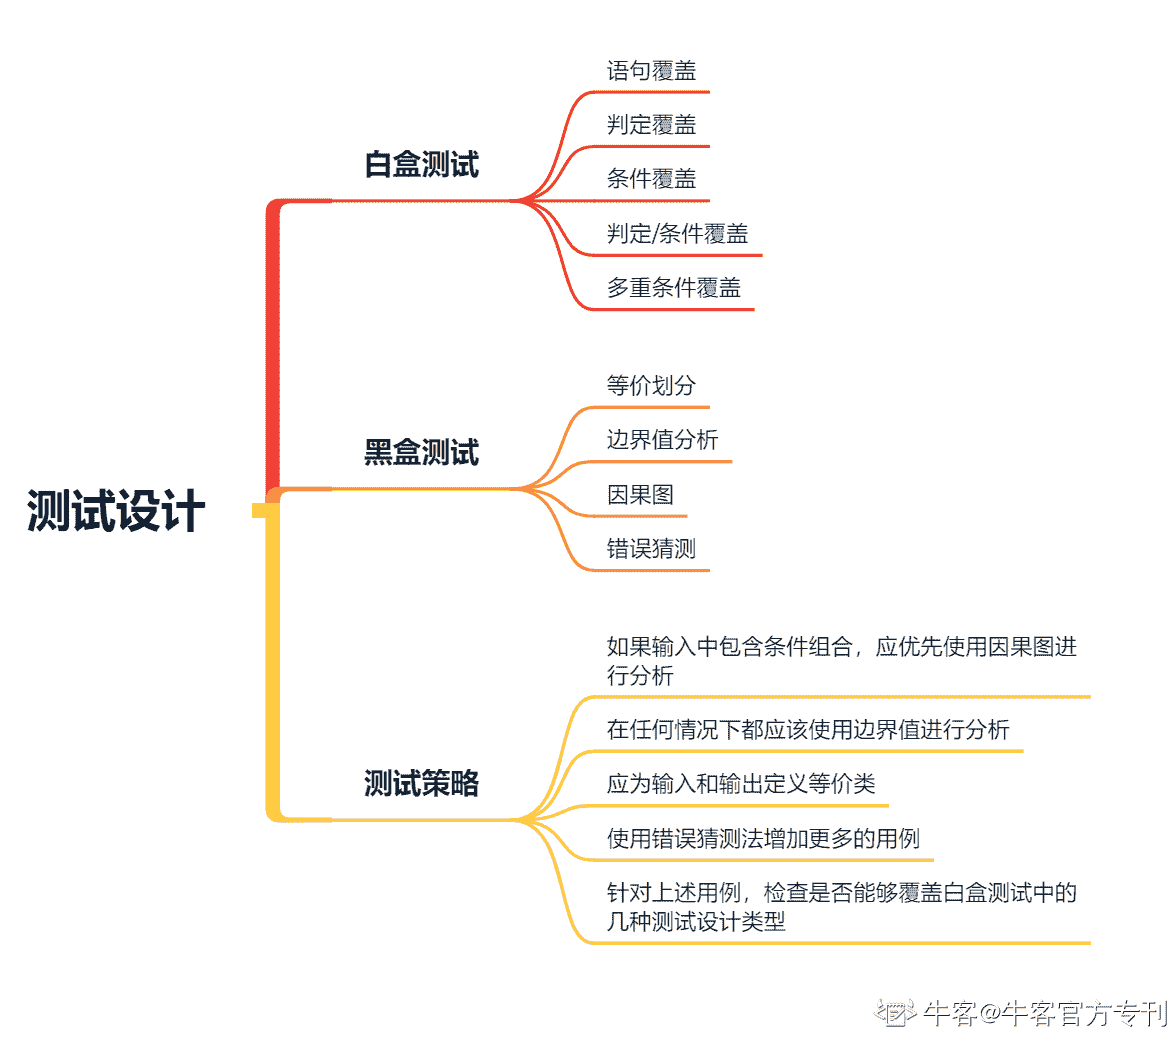 测试设计
白盒测试
语句覆盖
判定覆盖
条件覆盖
判定/条件覆盖
多重条件覆盖
黑盒测试
等价划分
边界值分析
因果图
错误猜测
测试策略
如果输入中包含条件组合，应优先使用因果图进
行分析
在任何情况下都应该使用边界值进行分析
应为输入和输出定义等价类
使用错误猜测法增加更多的用例
针对上述用例，检查是否能够覆盖白盒测试中的
几种测试设计类型
牛客@牛客官方专刊